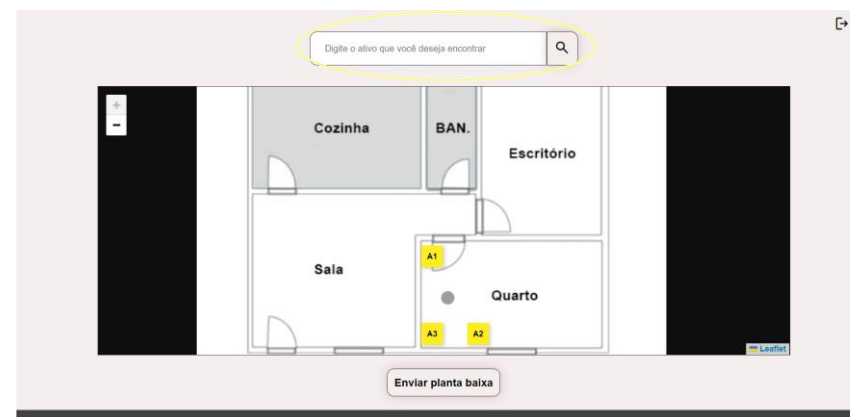 Digite o ativo que você deseja encontrar
+
−
Cozinha
BAN.
Escritório
A1
Sala
Quarto
A3
A2
Leaflet
Enviar planta baixa